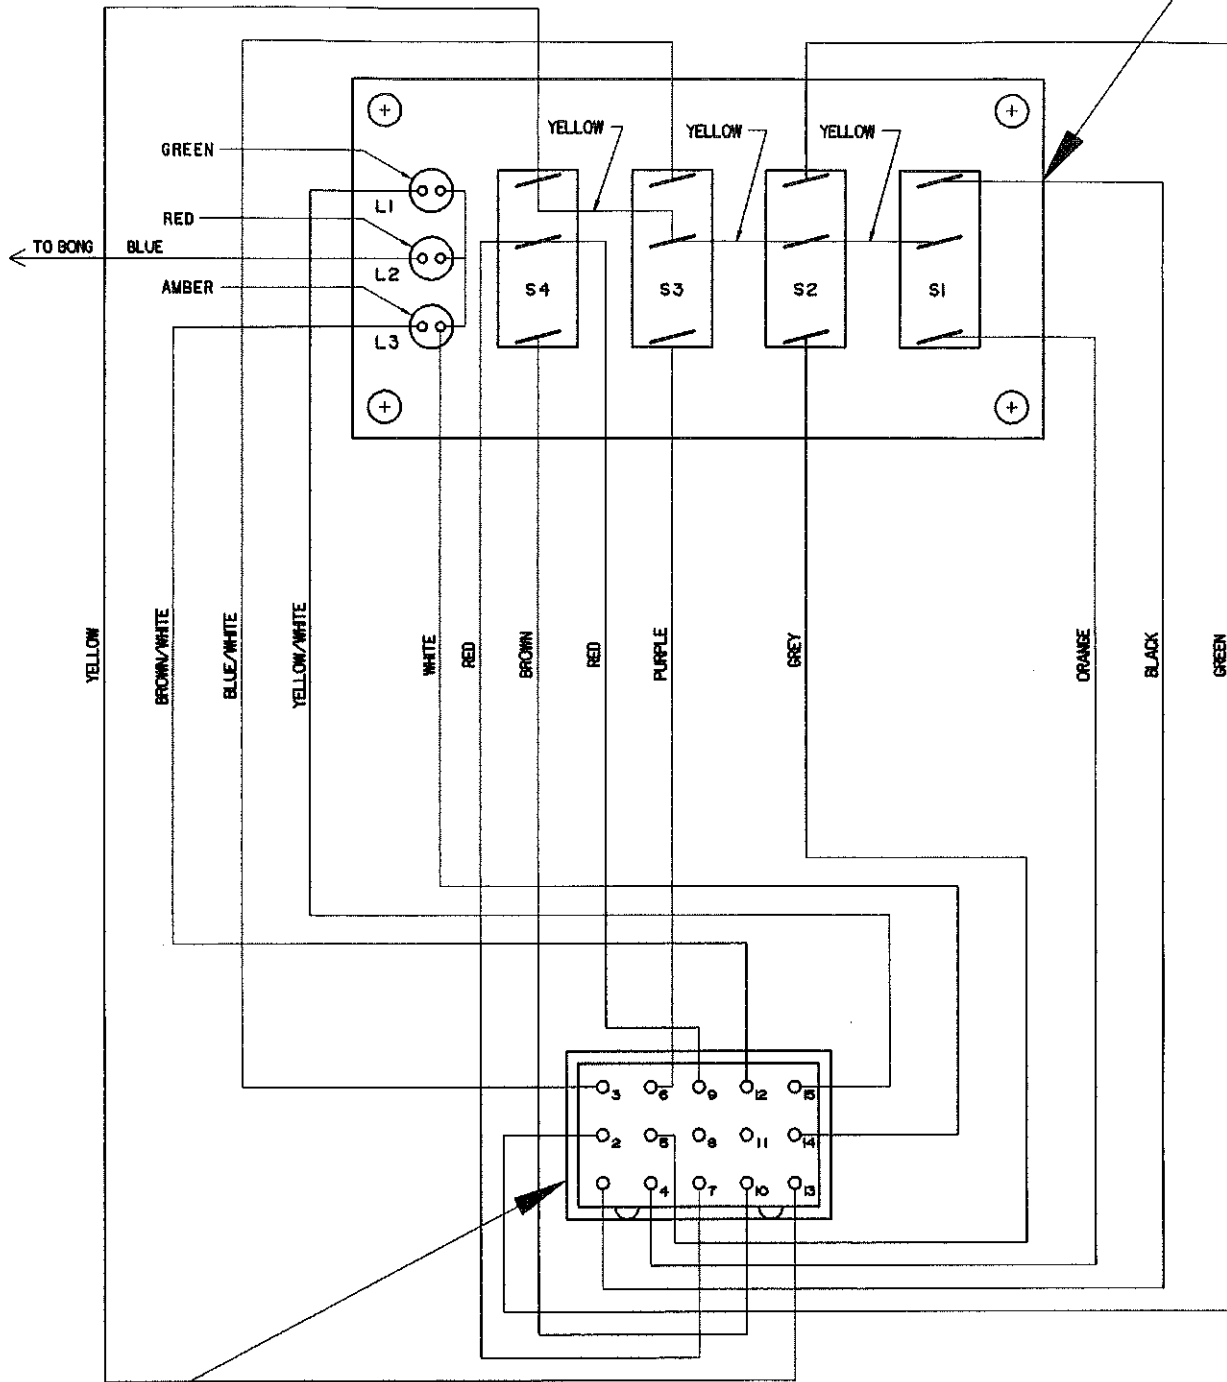 YELLOW
YELLOW
YELLOW
GREEN
L1
RED
TO BONG
BLUE
L2
AMBER
L3
S4
S3
S2
S1
YELLOW
BROWN/WHITE
BLUE/WHITE
YELLOW/WHITE
WHITE
RED
BROWN
RED
PURPLE
GREY
ORANGE
BLACK
GREEN
3 6 9 12 15
2 5 8 11 14
4 7 10 13